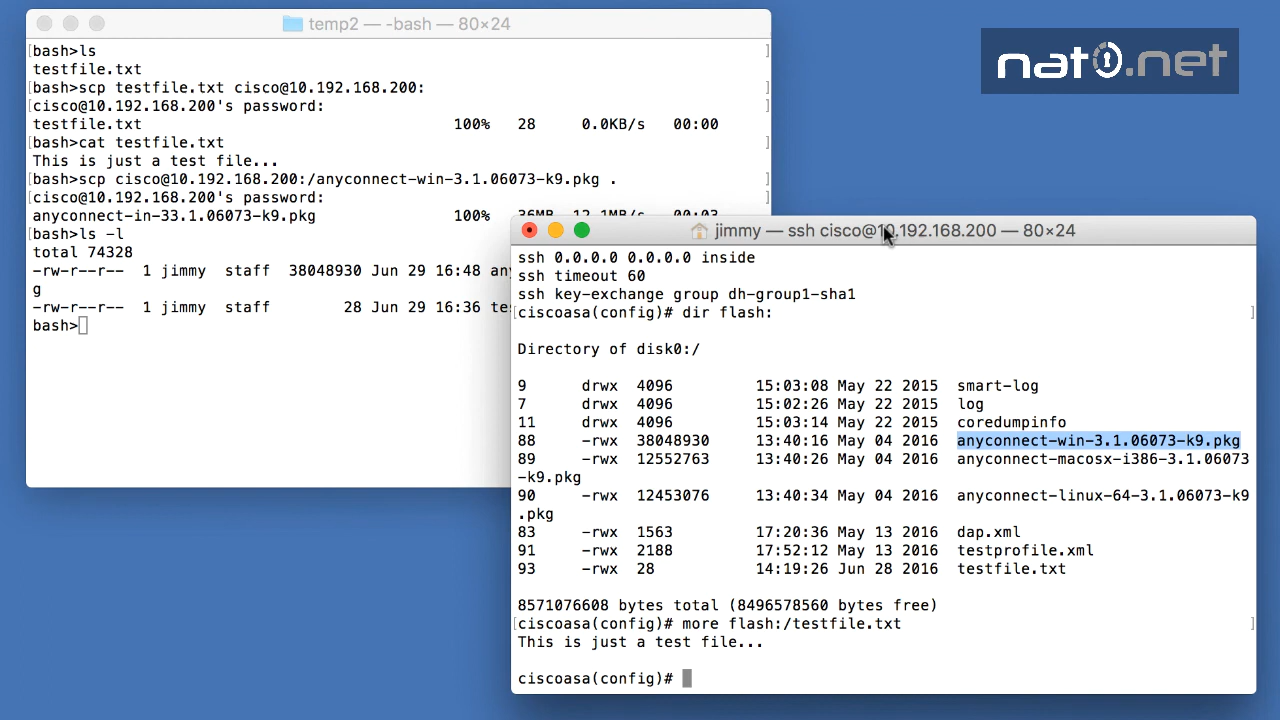 temp2 — -bash — 80×24
[bash>ls ]
testfile.txt
[bash>scp testfile.txt cisco@10.192.168.200: ]
[cisco@10.192.168.200's password: ]
testfile.txt 100% 28 0.0KB/s 00:00
[bash>cat testfile.txt ]
This is just a test file...
[bash>scp cisco@10.192.168.200:/anyconnect-win-3.1.06073-k9.pkg . ]
[cisco@10.192.168.200's password: ]
anyconnect-in-33.1.06073-k9.pkg 100% 36MB 12.1MB/s 00:03
[bash>ls -l ]
total 74328
-rw-r--r-- 1 jimmy staff 38048930 Jun 29 16:48 an
g
-rw-r--r-- 1 jimmy staff 28 Jun 29 16:36 te
bash>
nat0.net
jimmy — ssh cisco@10.192.168.200 — 80×24
ssh 0.0.0.0 0.0.0.0 inside
ssh timeout 60
ssh key-exchange group dh-group1-sha1
[ciscoasa(config)# dir flash: ]
Directory of disk0:/
9 drwx 4096 15:03:08 May 22 2015 smart-log
7 drwx 4096 15:02:26 May 22 2015 log
11 drwx 4096 15:03:14 May 22 2015 coredumpinfo
88 -rwx 38048930 13:40:16 May 04 2016 anyconnect-win-3.1.06073-k9.pkg
89 -rwx 12552763 13:40:26 May 04 2016 anyconnect-macosx-i386-3.1.06073
-k9.pkg
90 -rwx 12453076 13:40:34 May 04 2016 anyconnect-linux-64-3.1.06073-k9
.pkg
83 -rwx 1563 17:20:36 May 13 2016 dap.xml
91 -rwx 2188 17:52:12 May 13 2016 testprofile.xml
93 -rwx 28 14:19:26 Jun 28 2016 testfile.txt
8571076608 bytes total (8496578560 bytes free)
[ciscoasa(config)# more flash:/testfile.txt ]
This is just a test file...
ciscoasa(config)#